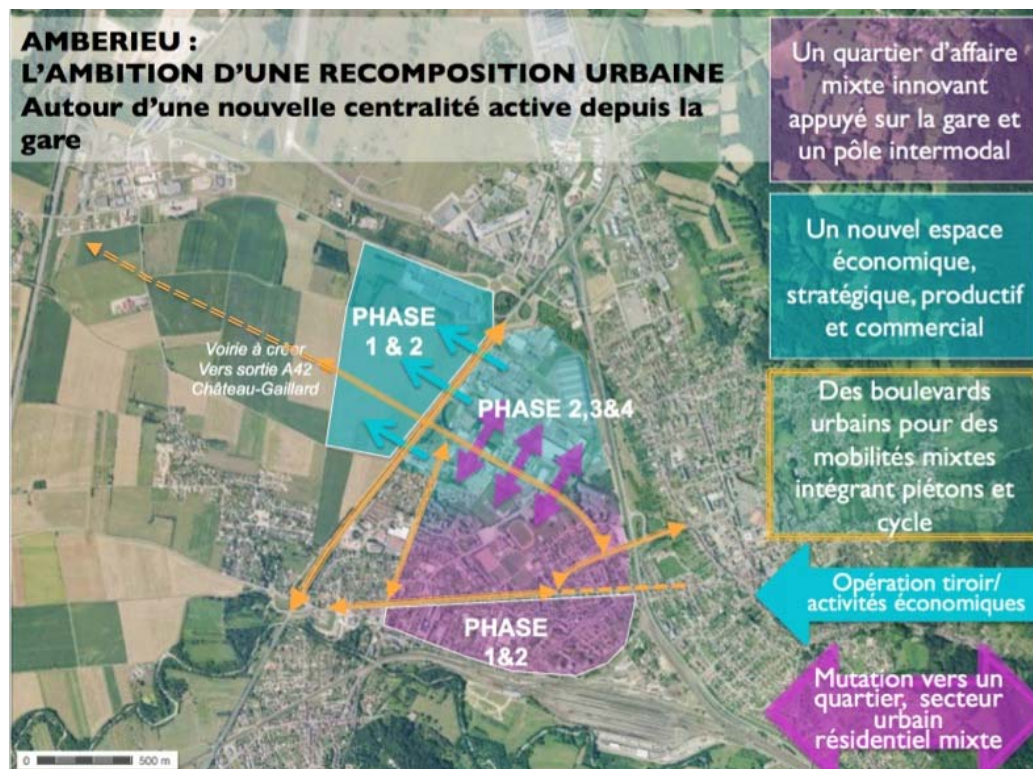 AMBERIEU :
L'AMBITION D'UNE RECOMPOSITION URBAINE
Autour d'une nouvelle centralité active depuis la
gare
Un quartier d'affaire
mixte innovant
appuyé sur la gare et
un pôle intermodal
Un nouvel espace
économique,
stratégique, productif
et commercial
Des boulevards
urbains pour des
mobilités mixtes
intégrant piétons et
cycle
Opération tiroir/
activités économiques
Mutation vers un
quartier, secteur
urbain
résidentiel mixte
PHASE
1 & 2
Voirie à créer
Vers sortie A42
Château-Gaillard
PHASE 2,3&4
PHASE
1&2
0 500 m